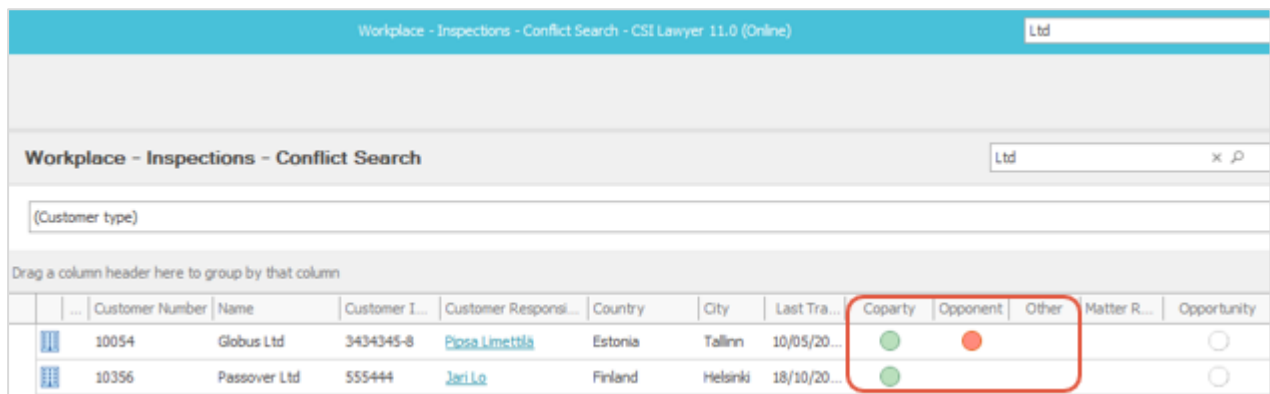 Workplace - Inspections - Conflict Search - CSI Lawyer 11.0 (Online) Ltd
Workplace - Inspections - Conflict Search Ltd
(Customer type)
Drag a column header here to group by that column
... Customer Number Name Customer I... Customer Responsi... Country City Last Tra... Coparty Opponent Other Matter R... Opportunity
10054 Globus Ltd 3434345-8 Pipsa Limettilä Estonia Tallinn 10/05/20...
10356 Passover Ltd 555444 Jari Lo Finland Helsinki 18/10/20...